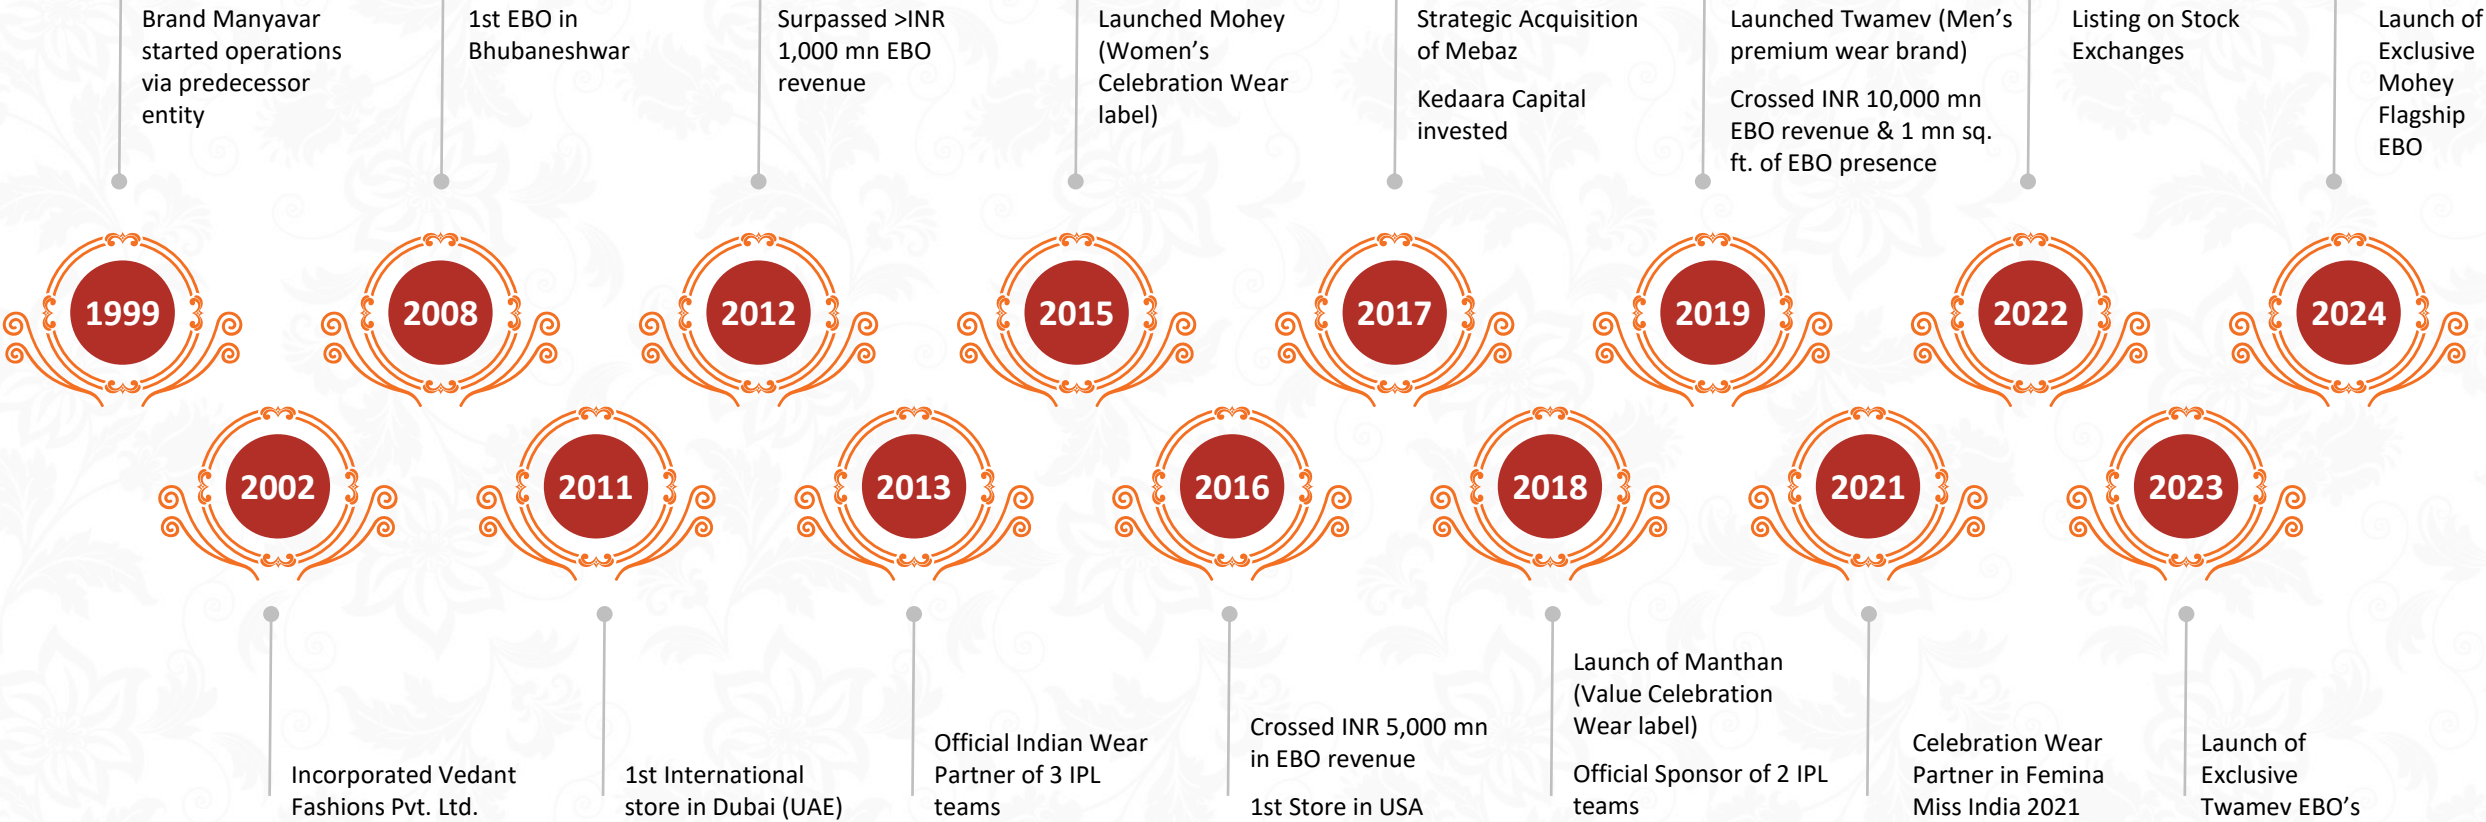 Brand Manyavar
started operations
via predecessor
entity
1st EBO in
Bhubaneshwar
Surpassed >INR
1,000 mn EBO
revenue
Launched Mohey
(Women’s
Celebration Wear
label)
Strategic Acquisition
of Mebaz
Kedaara Capital
invested
Launched Twamev (Men’s
premium wear brand)
Crossed INR 10,000 mn
EBO revenue & 1 mn sq.
ft. of EBO presence
Listing on Stock
Exchanges
Launch of
Exclusive
Mohey
Flagship
EBO
1999
2008
2012
2015
2017
2019
2022
2024
2002
2011
2013
2016
2018
2021
2023
Incorporated Vedant
Fashions Pvt. Ltd.
1st International
store in Dubai (UAE)
Official Indian Wear
Partner of 3 IPL
teams
Crossed INR 5,000 mn
in EBO revenue
1st Store in USA
Launch of Manthan
(Value Celebration
Wear label)
Official Sponsor of 2 IPL
teams
Celebration Wear
Partner in Femina
Miss India 2021
Launch of
Exclusive
Twamev EBO’s